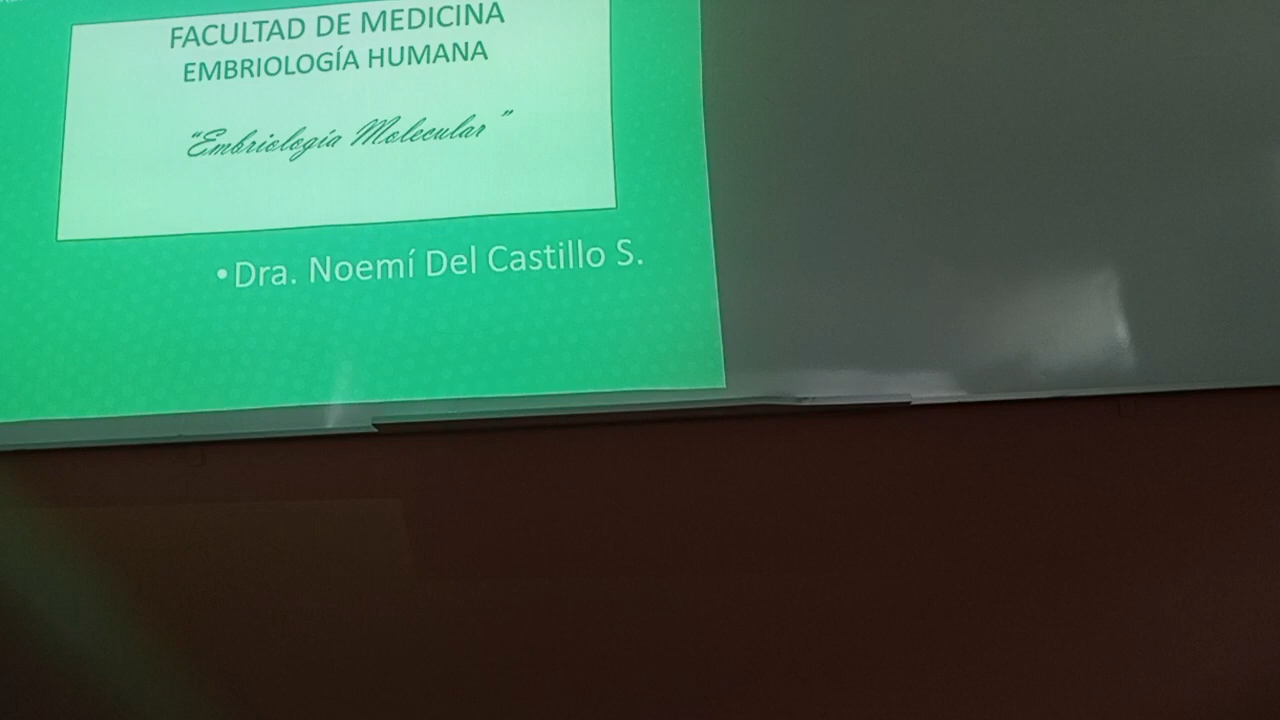 FACULTAD DE MEDICINA
EMBRIOLOGÍA HUMANA
"Embriología Molecular"
• Dra. Noemí Del Castillo S.